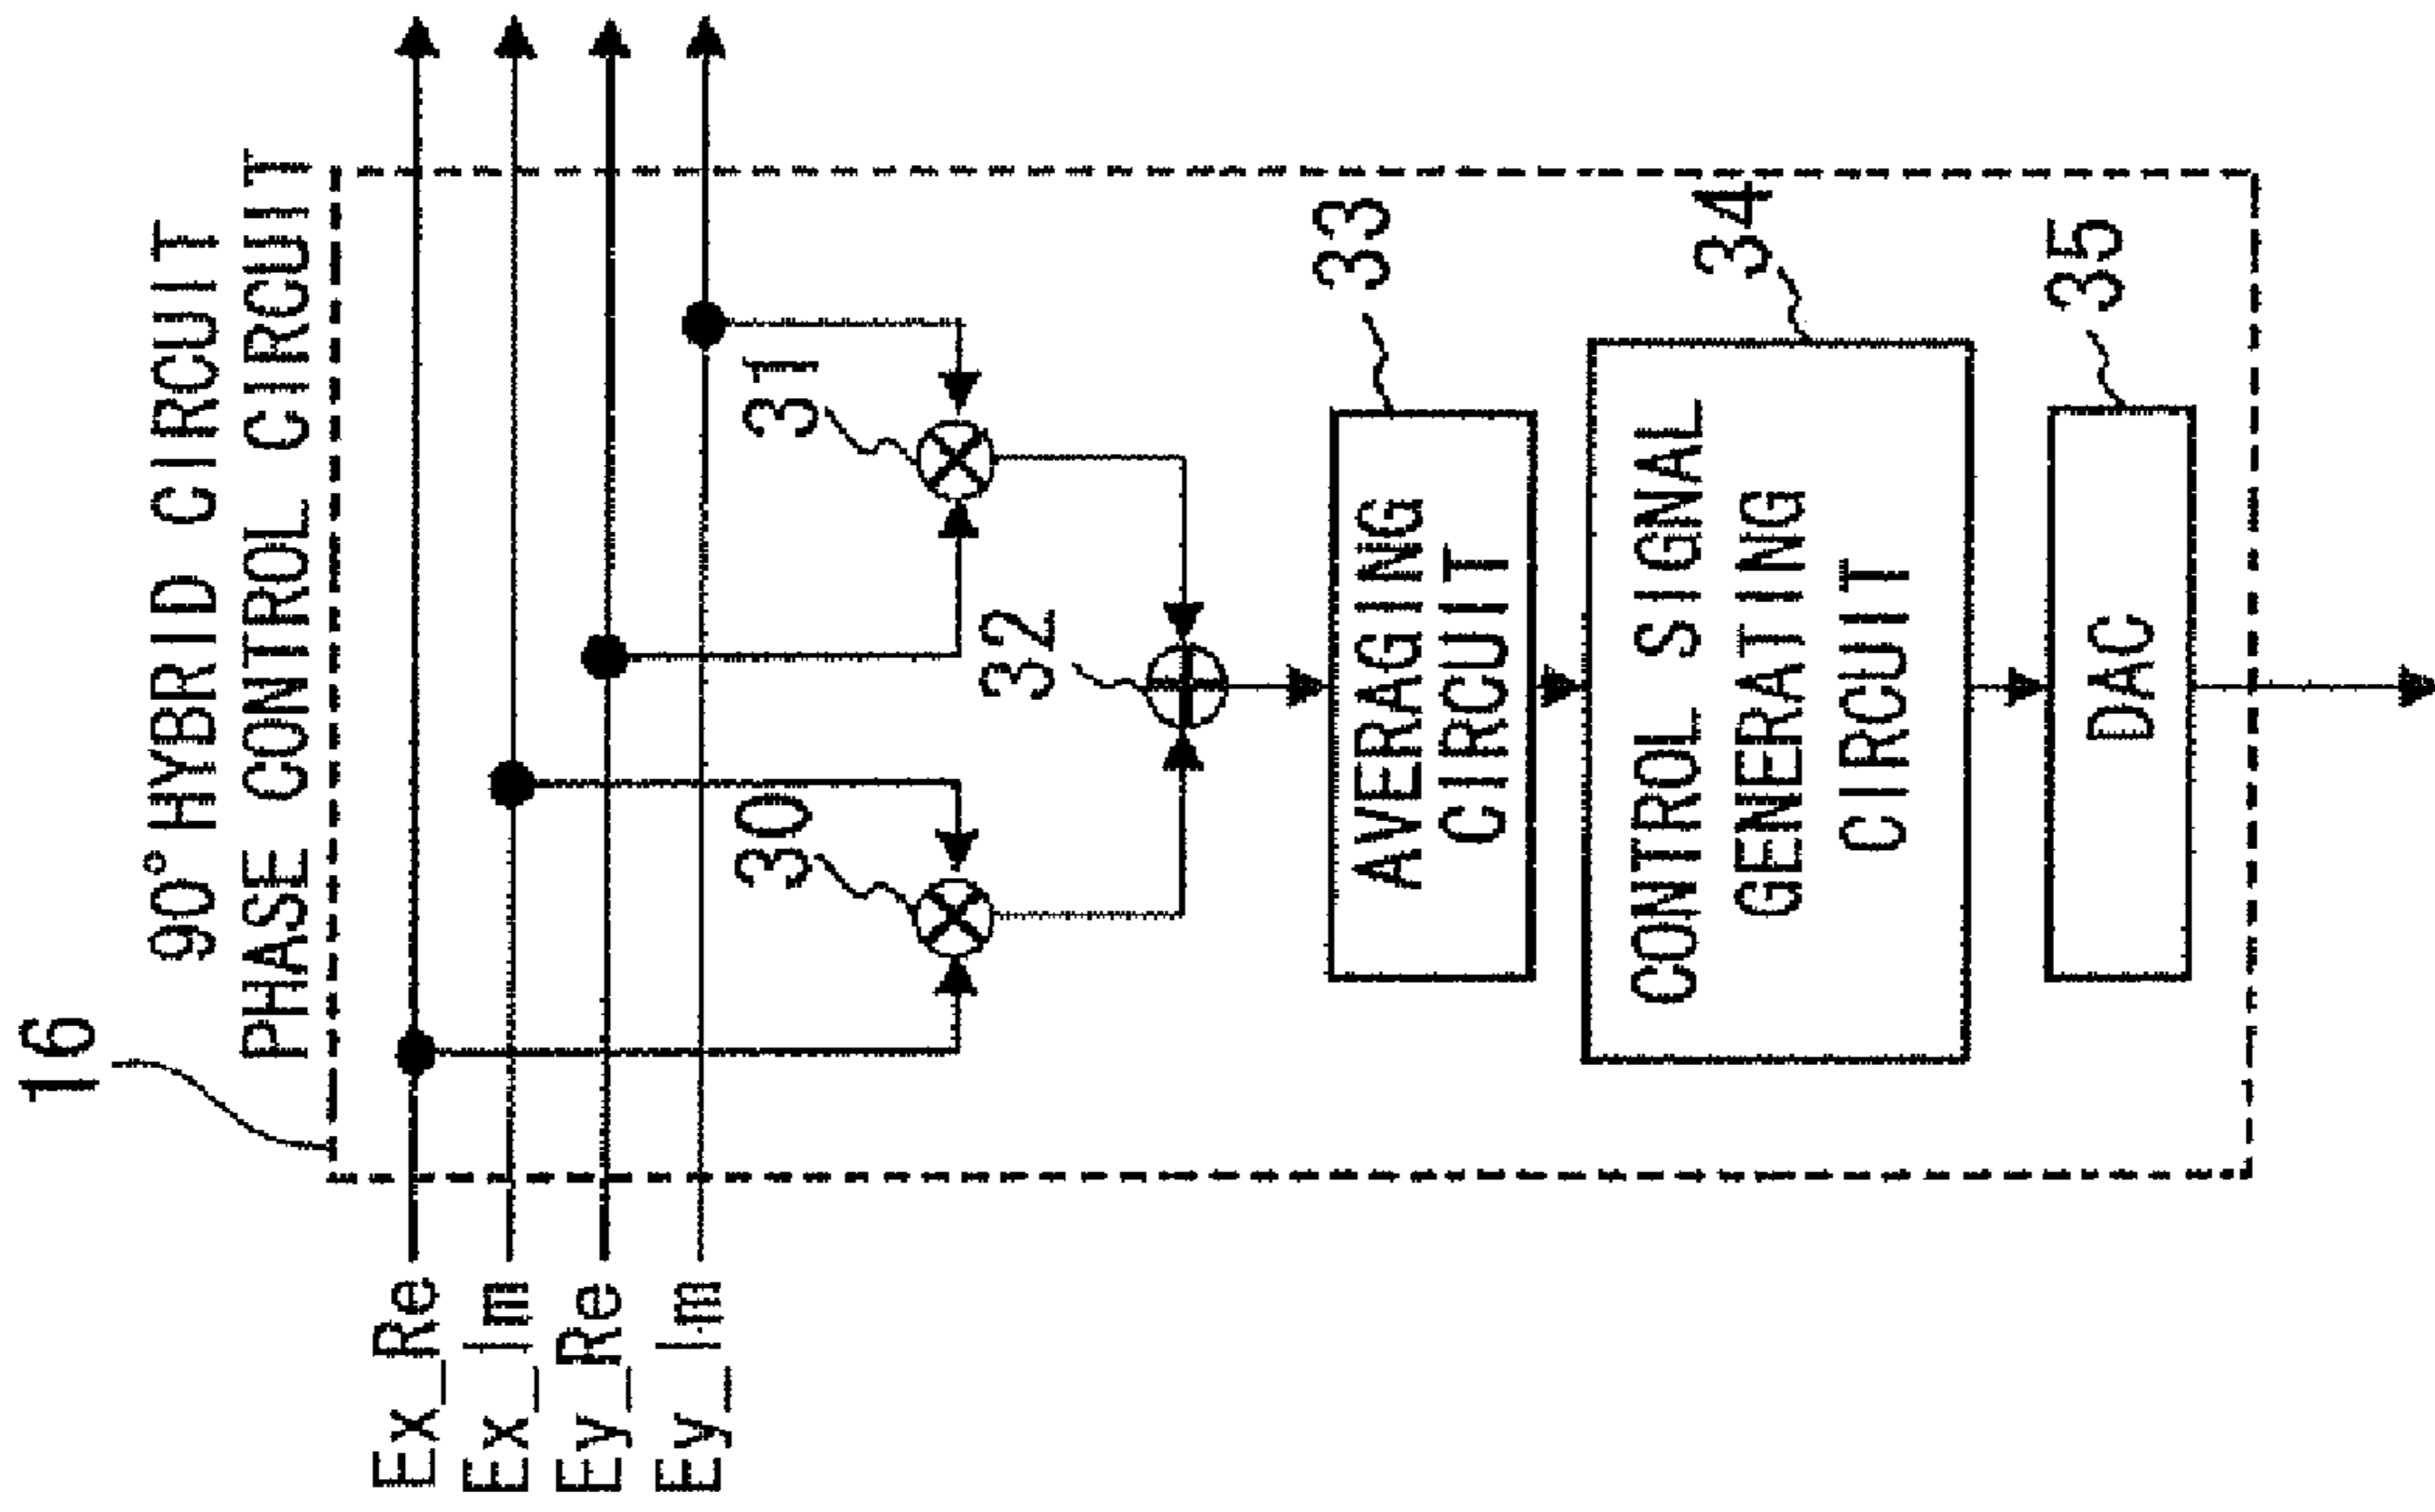 16
90° HYBRID CIRCUIT
PHASE CONTROL CIRCUIT
Ex_Re
Ex_Im
Ey_Re
Ey_Im
30
31
32
33
AVERAGING
CIRCUIT
34
CONTROL SIGNAL
GENERATING
CIRCUIT
35
DAC